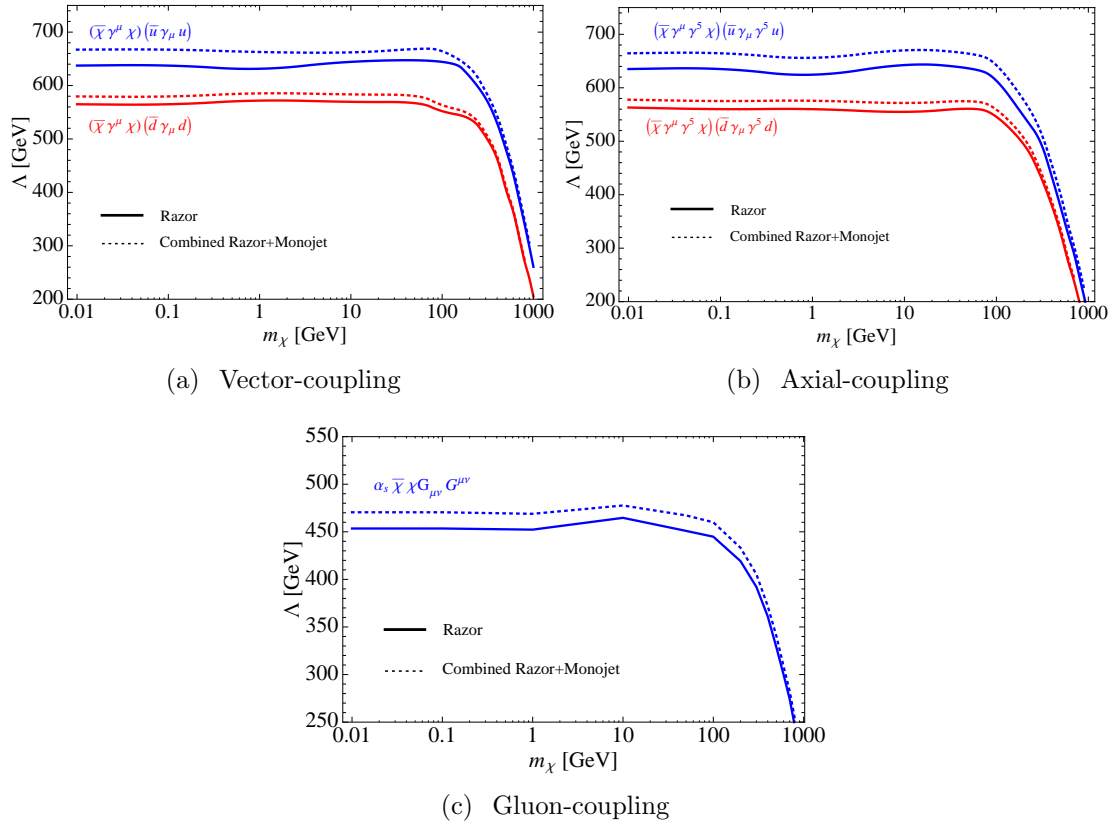 (χ̄ γ^μ χ)(ū γ_μ u)
(χ̄ γ^μ χ)(d̄ γ_μ d)
Razor
Combined Razor+Monojet
Λ [GeV]
700
600
500
400
300
200
0.01 0.1 1 10 100 1000
m_χ [GeV]
(a) Vector-coupling
(χ̄ γ^μ γ^5 χ)(ū γ_μ γ^5 u)
(χ̄ γ^μ γ^5 χ)(d̄ γ_μ γ^5 d)
Razor
Combined Razor+Monojet
Λ [GeV]
700
600
500
400
300
200
0.01 0.1 1 10 100 1000
m_χ [GeV]
(b) Axial-coupling
α_s χ̄ χ G_μν G^μν
Razor
Combined Razor+Monojet
Λ [GeV]
550
500
450
400
350
300
250
0.01 0.1 1 10 100 1000
m_χ [GeV]
(c) Gluon-coupling